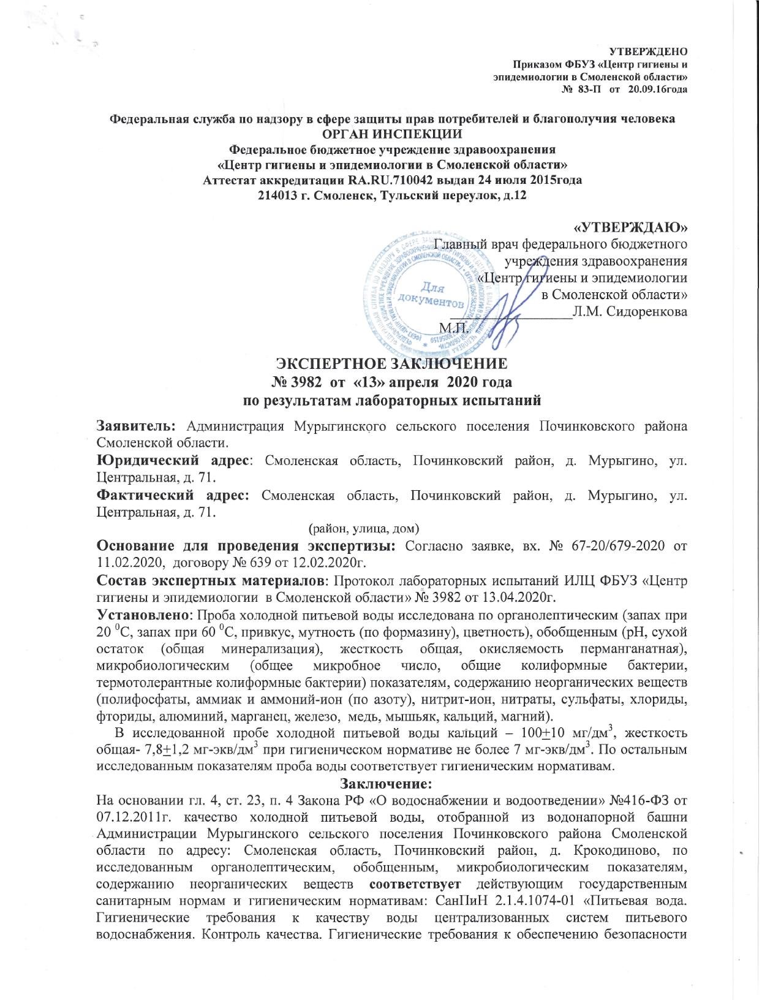 УТВЕРЖДЕНО
Приказом ФБУЗ «Центр гигиены и
эпидемиологии в Смоленской области»
№ 83-П от 20.09.16года
Федеральная служба по надзору в сфере защиты прав потребителей и благополучия человека
ОРГАН ИНСПЕКЦИИ
Федеральное бюджетное учреждение здравоохранения
«Центр гигиены и эпидемиологии в Смоленской области»
Аттестат аккредитации RA.RU.710042 выдан 24 июля 2015года
214013 г. Смоленск, Тульский переулок, д.12
«УТВЕРЖДАЮ»
Главный врач федерального бюджетного
учреждения здравоохранения
«Центр гигиены и эпидемиологии
в Смоленской области»
Л.М. Сидоренкова
М.П.
Для
документов
ЭКСПЕРТНОЕ ЗАКЛЮЧЕНИЕ
№ 3982 от «13» апреля 2020 года
по результатам лабораторных испытаний
Заявитель: Администрация Мурыгинского сельского поселения Починковского района
Смоленской области.
Юридический адрес: Смоленская область, Починковский район, д. Мурыгино, ул.
Центральная, д. 71.
Фактический адрес: Смоленская область, Починковский район, д. Мурыгино, ул.
Центральная, д. 71.
(район, улица, дом)
Основание для проведения экспертизы: Согласно заявке, вх. № 67-20/679-2020 от
11.02.2020, договору № 639 от 12.02.2020г.
Состав экспертных материалов: Протокол лабораторных испытаний ИЛЦ ФБУЗ «Центр
гигиены и эпидемиологии в Смоленской области» № 3982 от 13.04.2020г.
Установлено: Проба холодной питьевой воды исследована по органолептическим (запах при
20 ⁰С, запах при 60 ⁰С, привкус, мутность (по формазину), цветность), обобщенным (pH, сухой
остаток (общая минерализация), жесткость общая, окисляемость перманганатная),
микробиологическим (общее микробное число, общие колиформные бактерии,
термотолерантные колиформные бактерии) показателям, содержанию неорганических веществ
(полифосфаты, аммиак и аммоний-ион (по азоту), нитрит-ион, нитраты, сульфаты, хлориды,
фториды, алюминий, марганец, железо, медь, мышьяк, кальций, магний).
В исследованной пробе холодной питьевой воды кальций – 100±10 мг/дм³, жесткость
общая- 7,8±1,2 мг-экв/дм³ при гигиеническом нормативе не более 7 мг-экв/дм³. По остальным
исследованным показателям проба воды соответствует гигиеническим нормативам.
Заключение:
На основании гл. 4, ст. 23, п. 4 Закона РФ «О водоснабжении и водоотведении» №416-ФЗ от
07.12.2011г. качество холодной питьевой воды, отобранной из водонапорной башни
Администрации Мурыгинского сельского поселения Починковского района Смоленской
области по адресу: Смоленская область, Починковский район, д. Крокодиново, по
исследованным органолептическим, обобщенным, микробиологическим показателям,
содержанию неорганических веществ соответствует действующим государственным
санитарным нормам и гигиеническим нормативам: СанПиН 2.1.4.1074-01 «Питьевая вода.
Гигиенические требования к качеству воды централизованных систем питьевого
водоснабжения. Контроль качества. Гигиенические требования к обеспечению безопасности